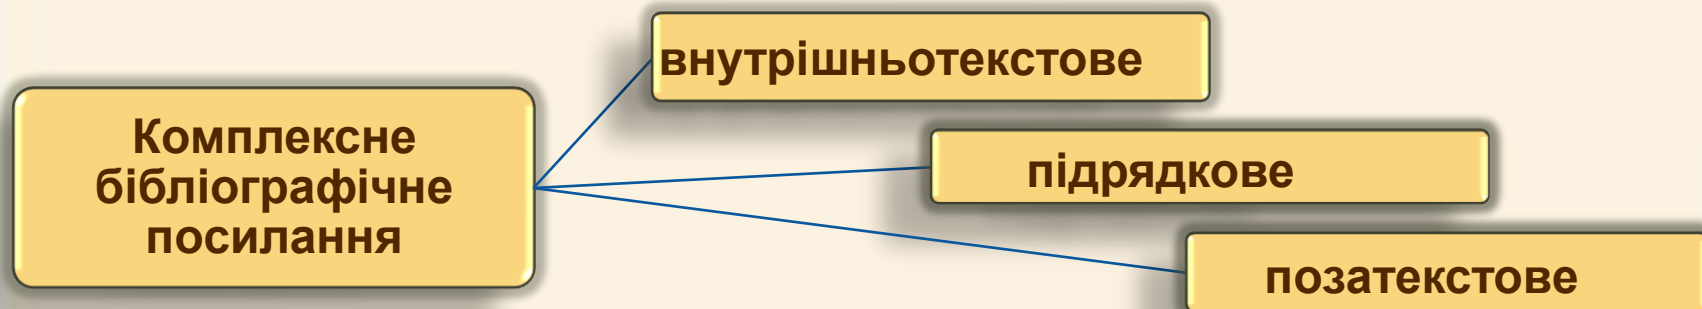 внутрішньотекстове
Комплексне
бібліографічне
посилання
підрядкове
позатекстове